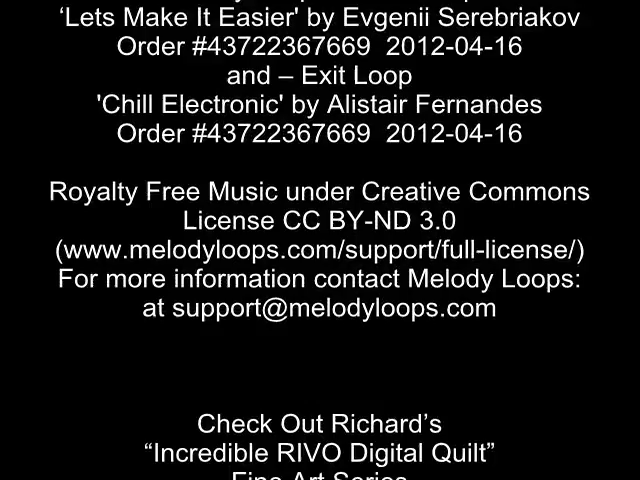 ‘Lets Make It Easier' by Evgenii Serebriakov
Order #43722367669  2012-04-16
and – Exit Loop
'Chill Electronic' by Alistair Fernandes
Order #43722367669  2012-04-16
Royalty Free Music under Creative Commons
License CC BY-ND 3.0
(www.melodyloops.com/support/full-license/)
For more information contact Melody Loops:
at support@melodyloops.com
Check Out Richard’s
“Incredible RIVO Digital Quilt”
Fine Art Series